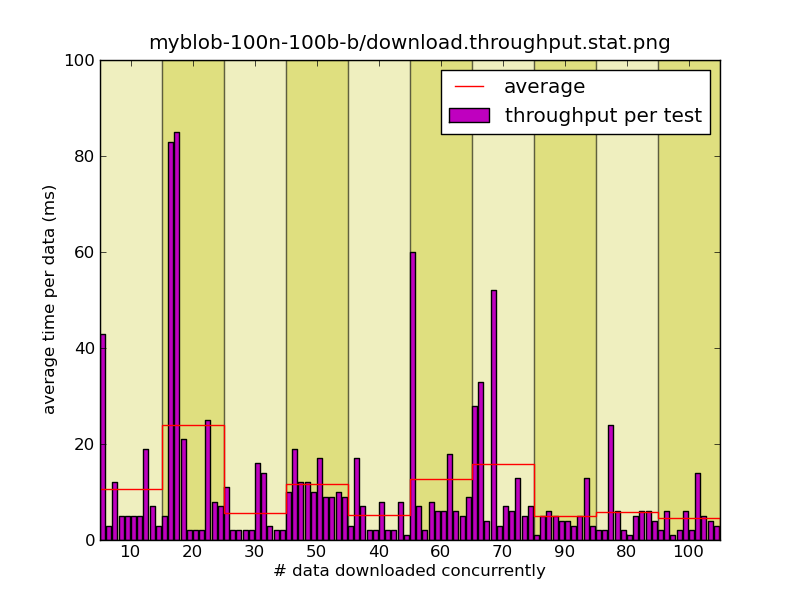 myblob-100n-100b-b/download.throughput.stat.png
average time per data (ms)
100
80
60
40
20
0
average
throughput per test
10 20 30 50 40 60 70 90 80 100
# data downloaded concurrently